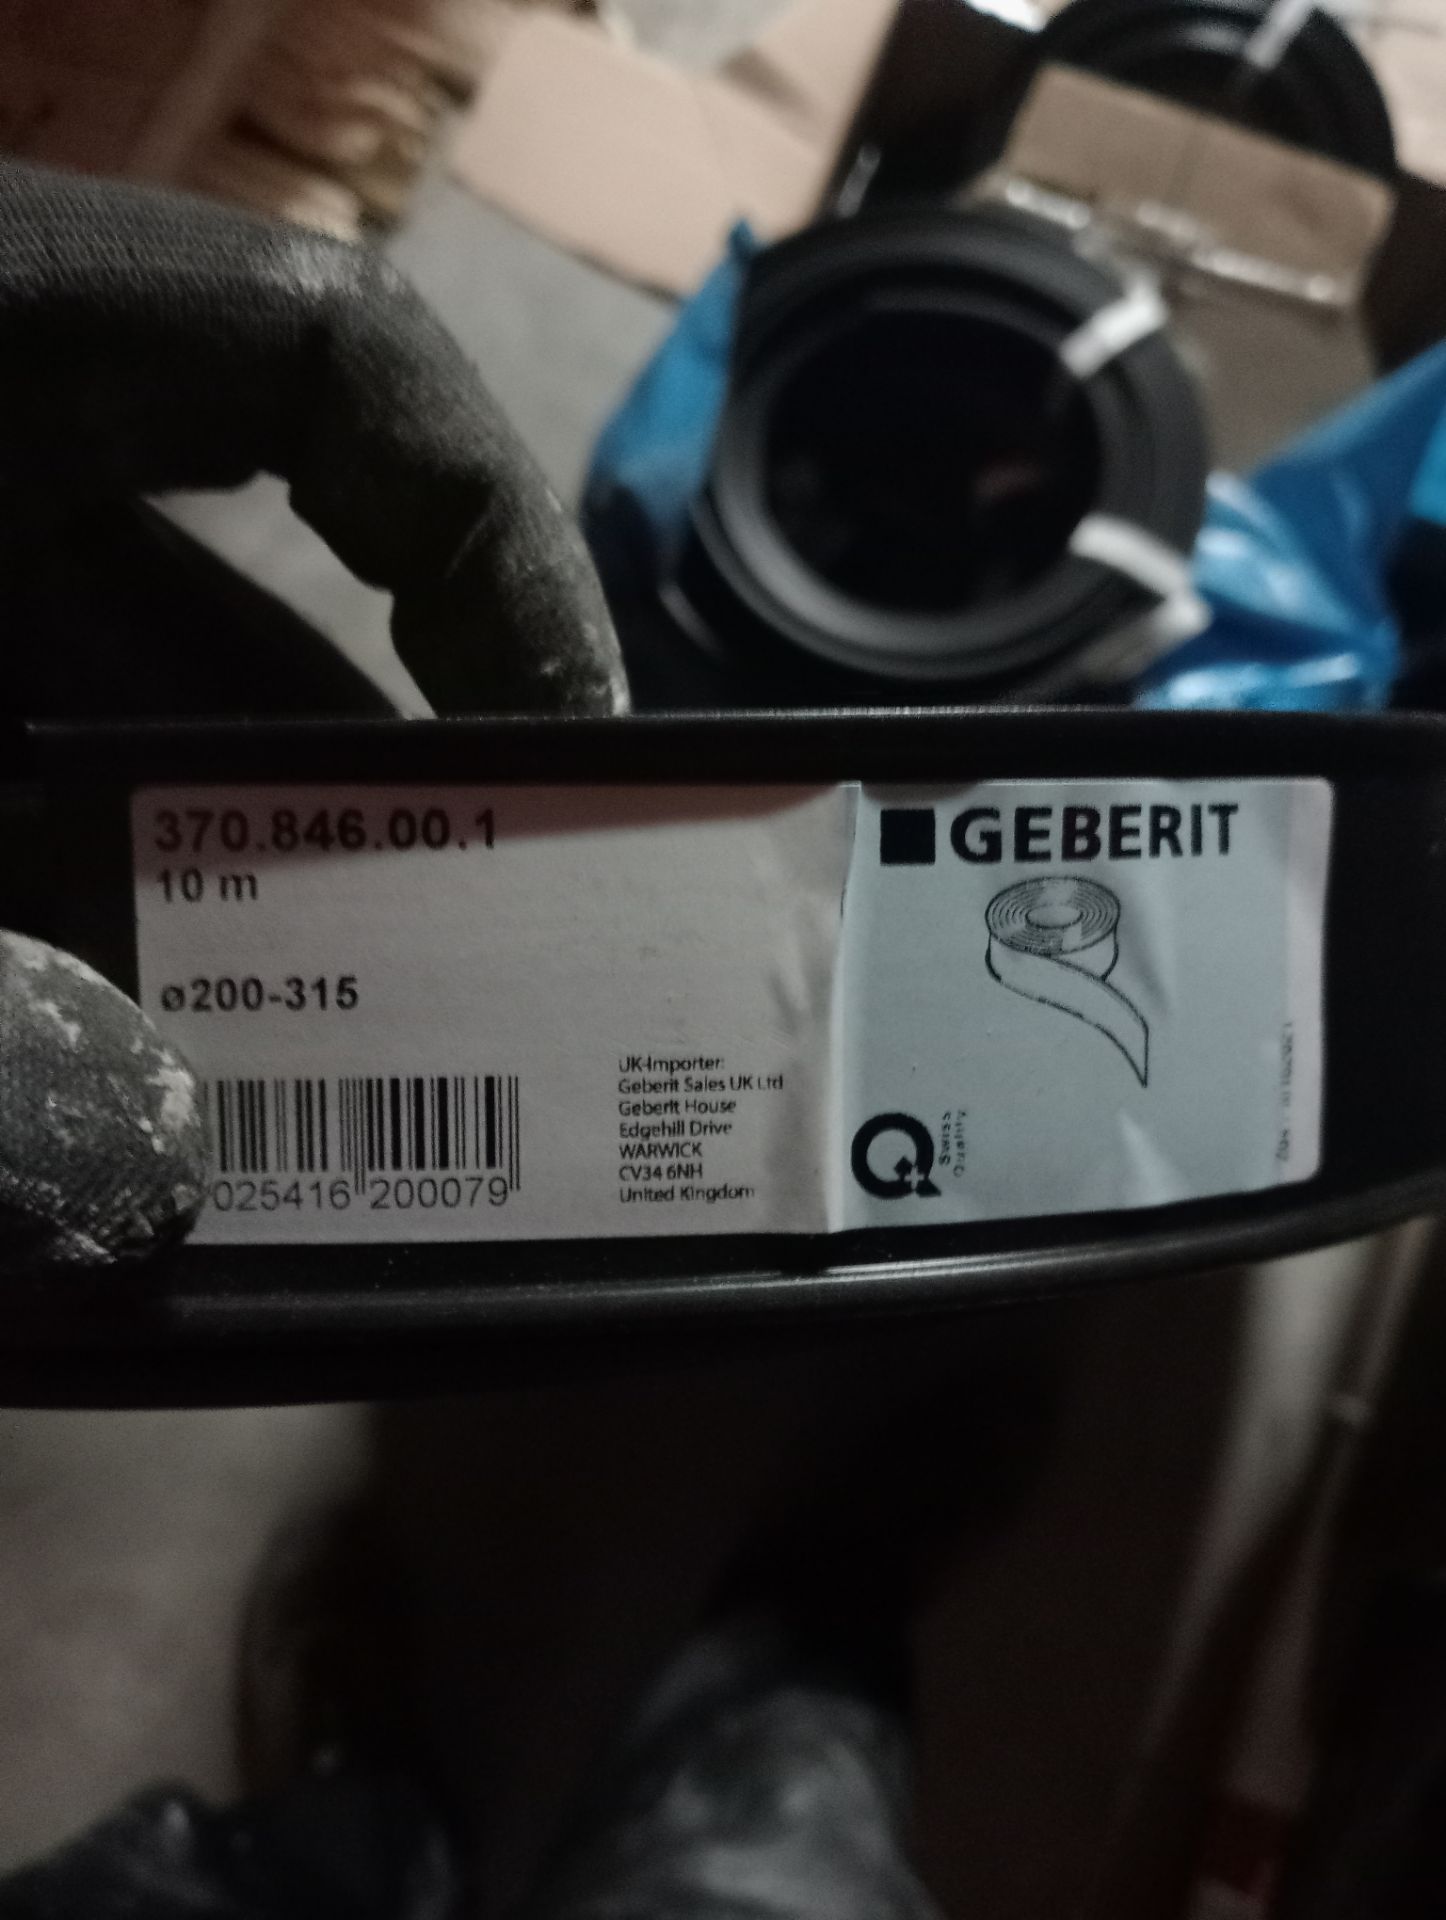 370.846.00.1
10 m
ø200-315
025416 200079
UK-Importer:
Geberit Sales UK Ltd
Geberit House
Edgehill Drive
WARWICK
CV34 6NH
United Kingdom
GEBERIT
Swiss
Quality